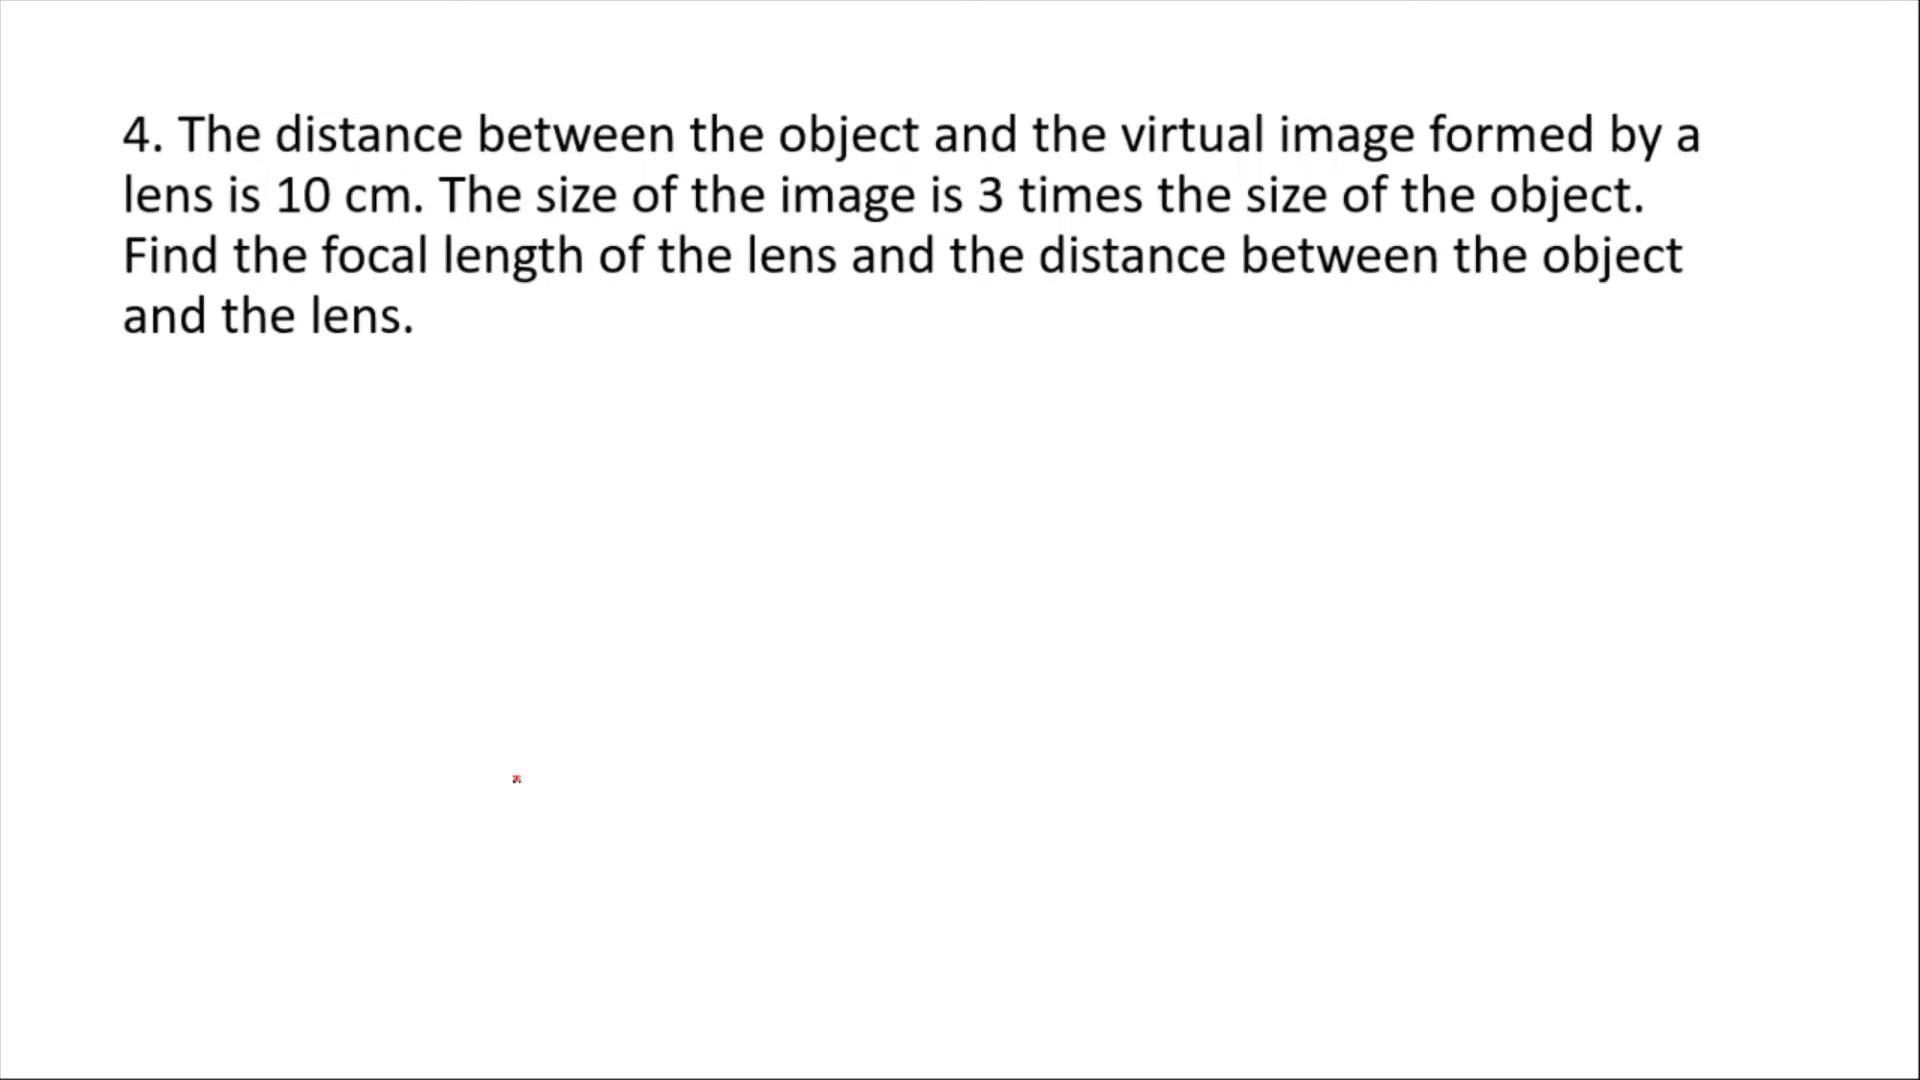 4. The distance between the object and the virtual image formed by a
lens is 10 cm. The size of the image is 3 times the size of the object.
Find the focal length of the lens and the distance between the object
and the lens.